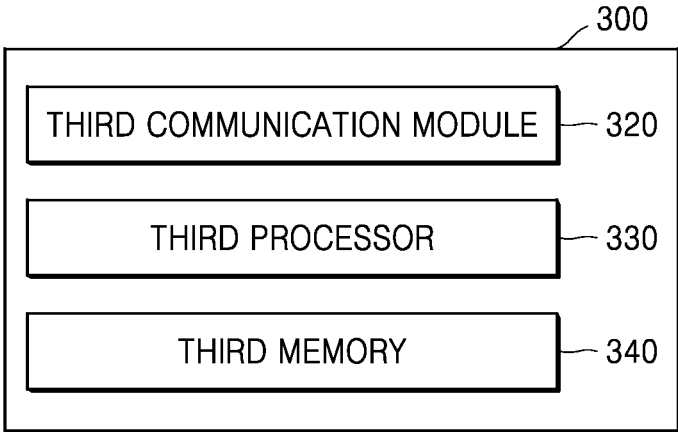 300
THIRD COMMUNICATION MODULE 320
THIRD PROCESSOR 330
THIRD MEMORY 340